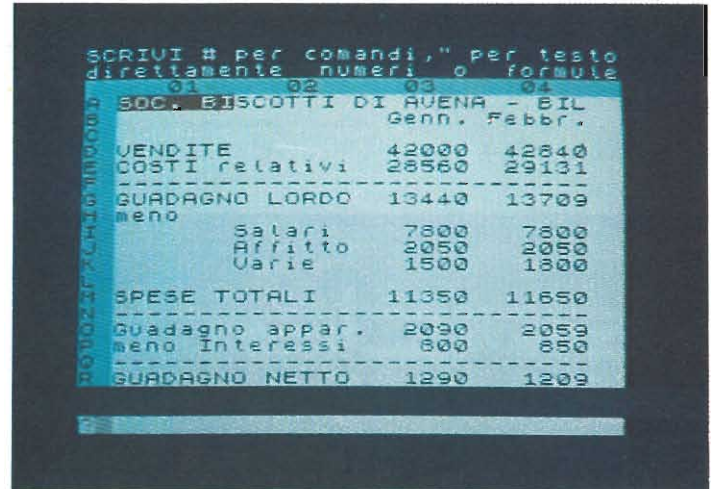 SCRIVI # per comandi," per testo
direttamente numeri o formule
01 02 03 04
A SOC. BISCOTTI DI AVENA - BIL
B Genn. Febbr.
C
D VENDITE 42000 42840
E COSTI relativi 28560 29131
F ------------------------------
G GUADAGNO LORDO 13440 13709
H meno
I Salari 7800 7800
J Affitto 2050 2050
K Varie 1500 1800
L
M SPESE TOTALI 11350 11650
N ------------------------------
O Guadagno appar. 2090 2059
P meno Interessi 800 850
Q ------------------------------
R GUADAGNO NETTO 1290 1209